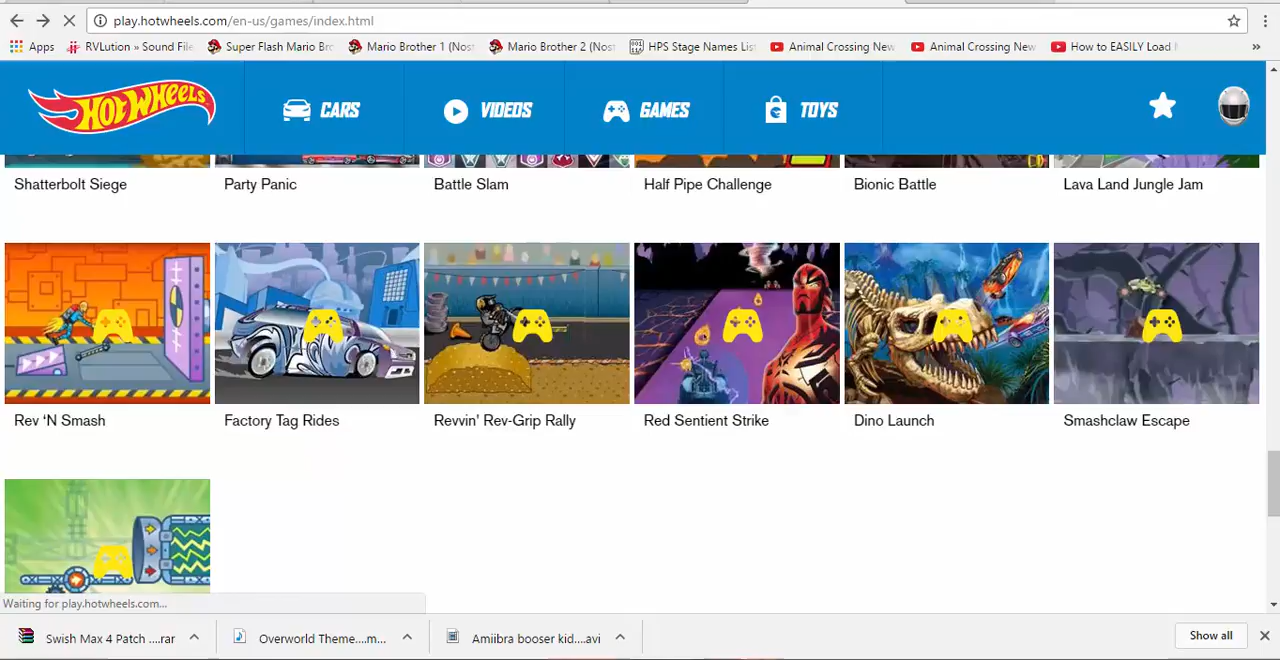 play.hotwheels.com/en-us/games/index.html
Apps RVLution » Sound File Super Flash Mario Bro Mario Brother 1 (Nos Mario Brother 2 (Nos HPS Stage Names Lis Animal Crossing New Animal Crossing New How to EASILY Load »
HOT WHEELS CARS VIDEOS GAMES TOYS
Shatterbolt Siege Party Panic Battle Slam Half Pipe Challenge Bionic Battle Lava Land Jungle Jam
Rev 'N Smash Factory Tag Rides Revvin' Rev-Grip Rally Red Sentient Strike Dino Launch Smashclaw Escape
Waiting for play.hotwheels.com...
Swish Max 4 Patch ....rar Overworld Theme....m... Amiibra booser kid....avi Show all